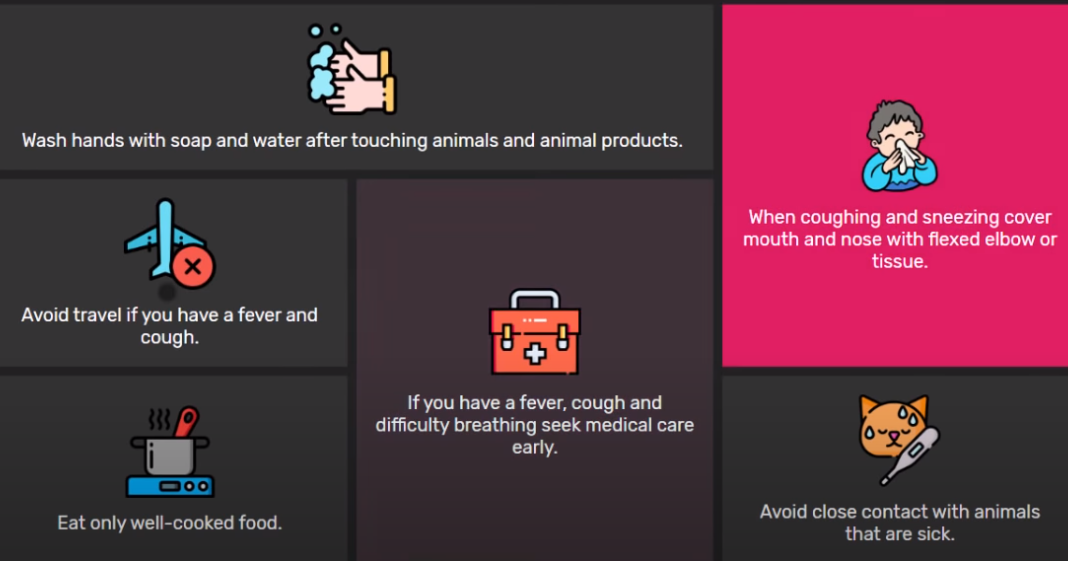 Wash hands with soap and water after touching animals and animal products.
When coughing and sneezing cover
mouth and nose with flexed elbow or
tissue.
Avoid travel if you have a fever and
cough.
If you have a fever, cough and
difficulty breathing seek medical care
early.
Eat only well-cooked food.
Avoid close contact with animals
that are sick.